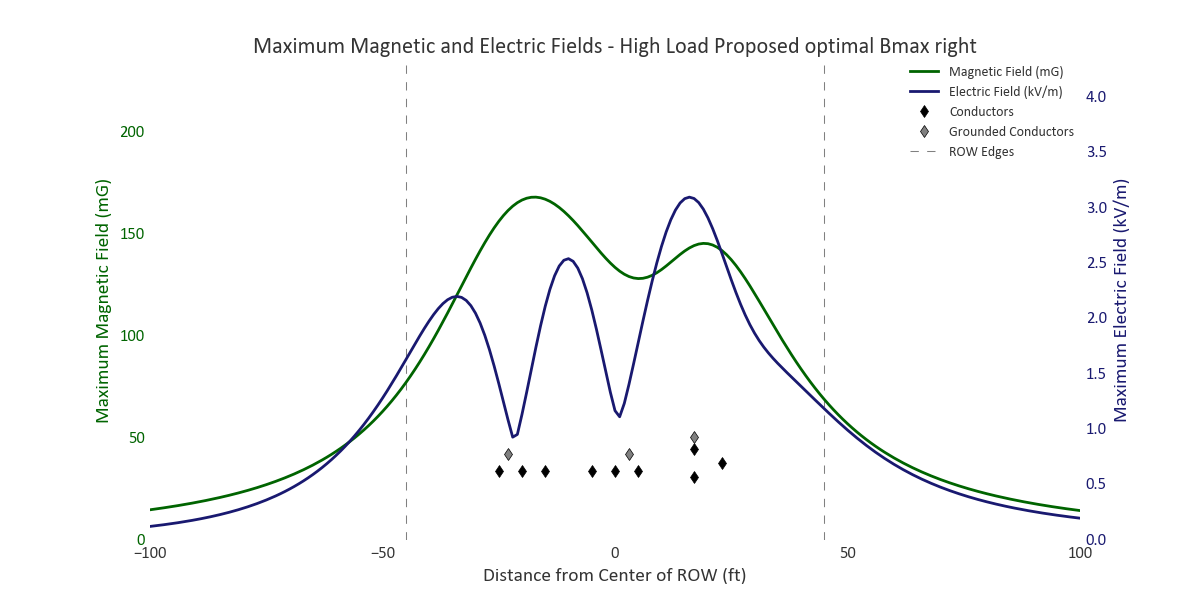 Maximum Magnetic and Electric Fields - High Load Proposed optimal Bmax right
Magnetic Field (mG)
Electric Field (kV/m)
Conductors
Grounded Conductors
ROW Edges
Maximum Magnetic Field (mG)
200
150
100
50
0
4.0
3.5
3.0
2.5
2.0
1.5
1.0
0.5
0.0
Maximum Electric Field (kV/m)
−100
−50
0
50
100
Distance from Center of ROW (ft)